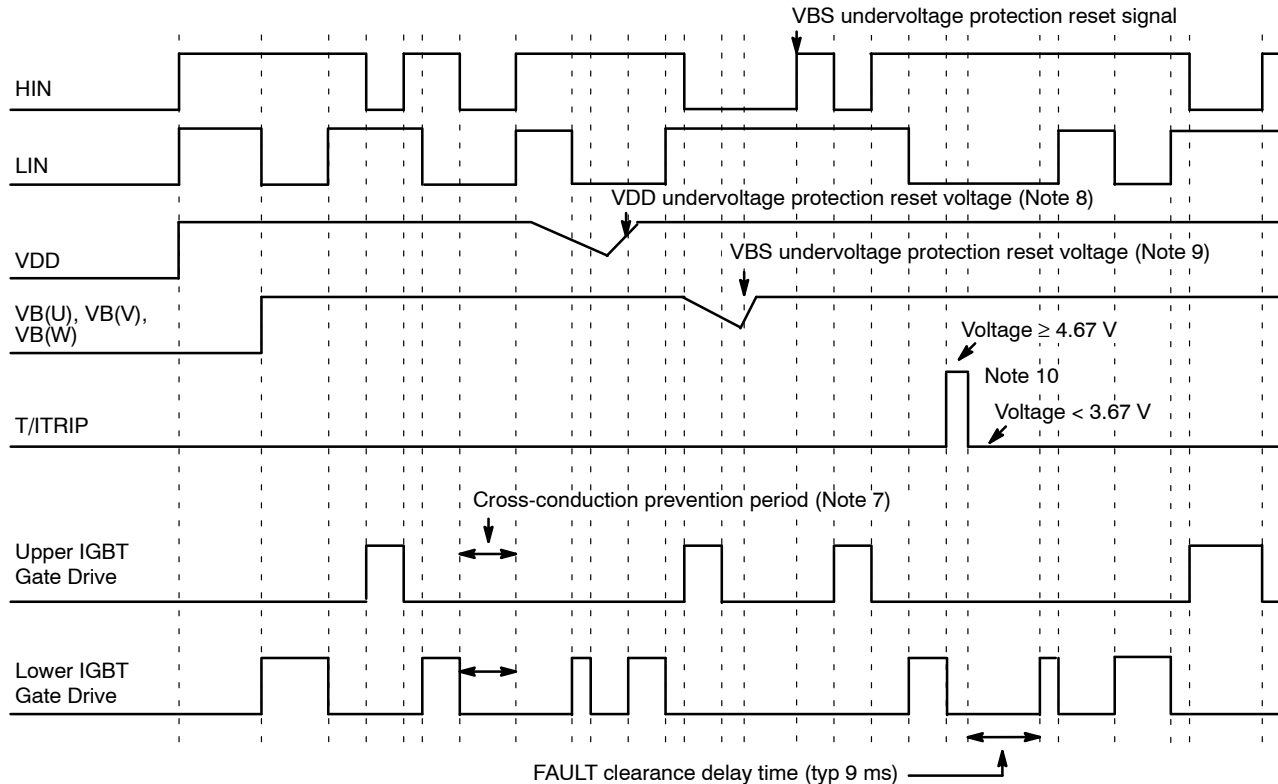 VBS undervoltage protection reset signal
HIN
LIN
VDD undervoltage protection reset voltage (Note 8)
VDD
VBS undervoltage protection reset voltage (Note 9)
VB(U), VB(V),
VB(W)
Voltage ≥ 4.67 V
Note 10
Voltage < 3.67 V
T/ITRIP
Cross-conduction prevention period (Note 7)
Upper IGBT
Gate Drive
Lower IGBT
Gate Drive
FAULT clearance delay time (typ 9 ms)